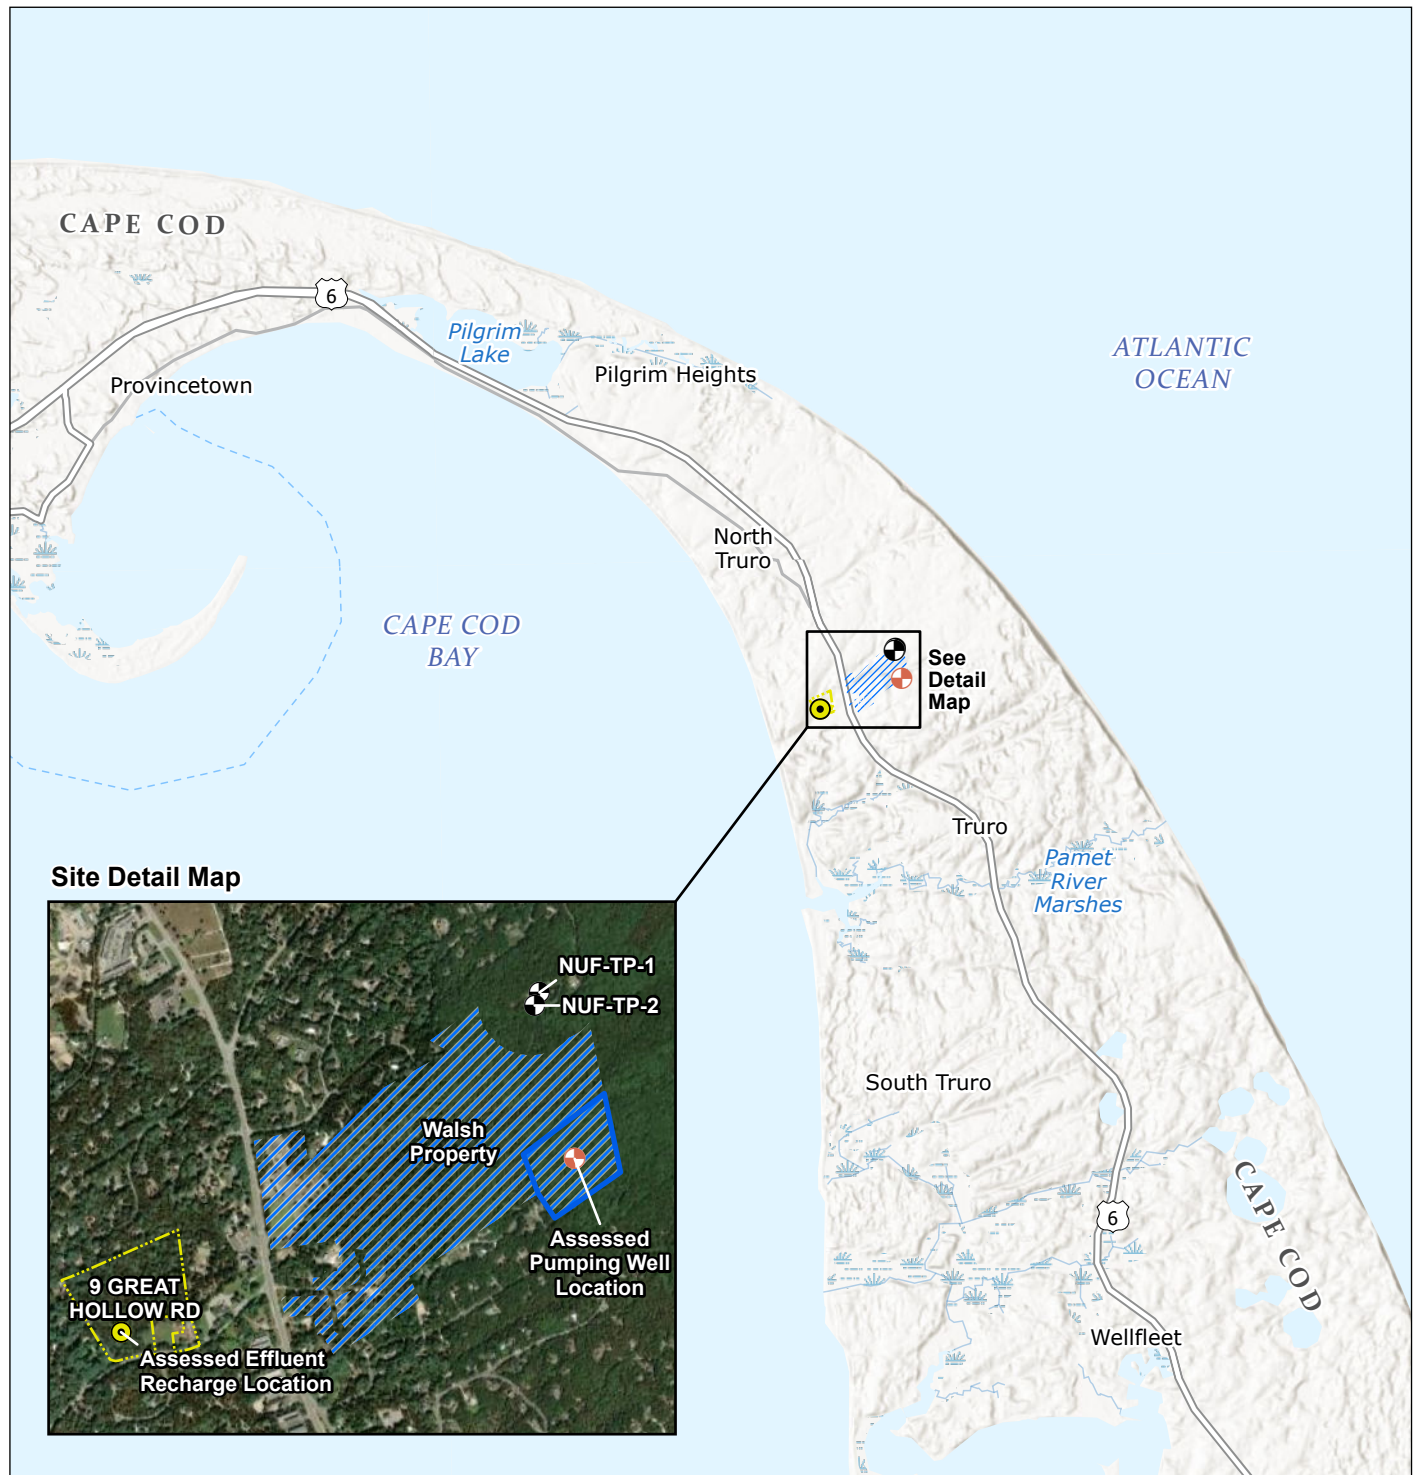 CAPE COD
6
Pilgrim
Lake
Pilgrim Heights
ATLANTIC
OCEAN
Provincetown
North
Truro
CAPE COD
BAY
See
Detail
Map
Truro
Pamet
River
Marshes
Site Detail Map
NUF-TP-1
NUF-TP-2
Walsh
Property
Assessed
Pumping Well
Location
9 GREAT
HOLLOW RD
Assessed Effluent
Recharge Location
South Truro
CAPE COD
6
Wellfleet